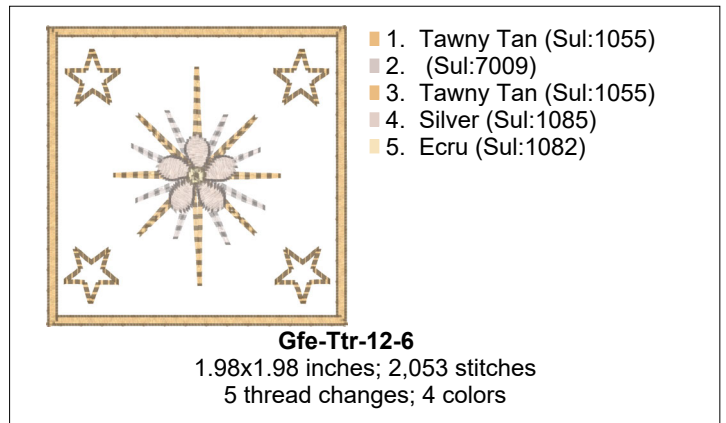 1. Tawny Tan (Sul:1055)
2. (Sul:7009)
3. Tawny Tan (Sul:1055)
4. Silver (Sul:1085)
5. Ecru (Sul:1082)
Gfe-Ttr-12-6
1.98x1.98 inches; 2,053 stitches
5 thread changes; 4 colors